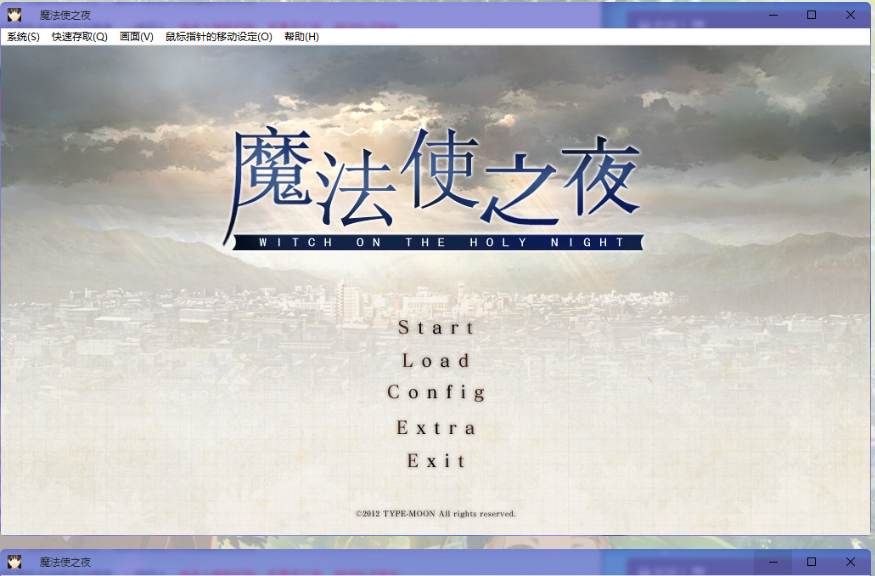 魔法使之夜
系统(S) 快速存取(Q) 画面(V) 鼠标指针的移动设定(O) 帮助(H)
魔法使之夜
WITCH ON THE HOLY NIGHT
Start
Load
Config
Extra
Exit
©2012 TYPE-MOON All rights reserved.
魔法使之夜